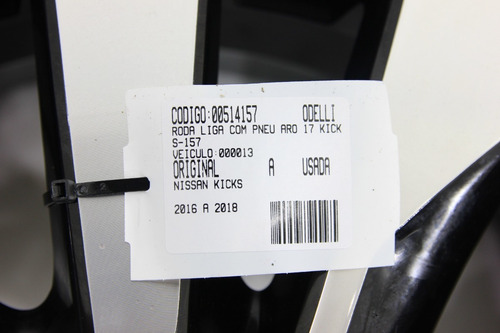 CODIGO:00514157 ODELLI
RODA LIGA COM PNEU ARO 17 KICK
S-157
VEICULO:000013
ORIGINAL A USADA
NISSAN KICKS
2016 A 2018